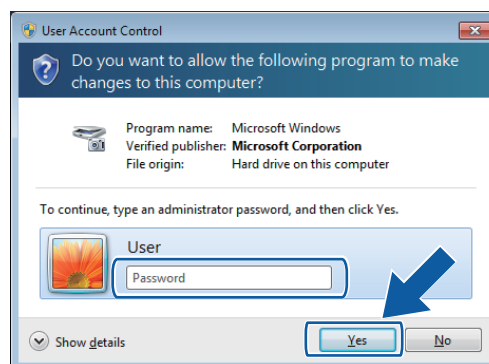 User Account Control
Do you want to allow the following program to make
changes to this computer?
Program name: Microsoft Windows
Verified publisher: Microsoft Corporation
File origin: Hard drive on this computer
To continue, type an administrator password, and then click Yes.
User
Password
Show details Yes No